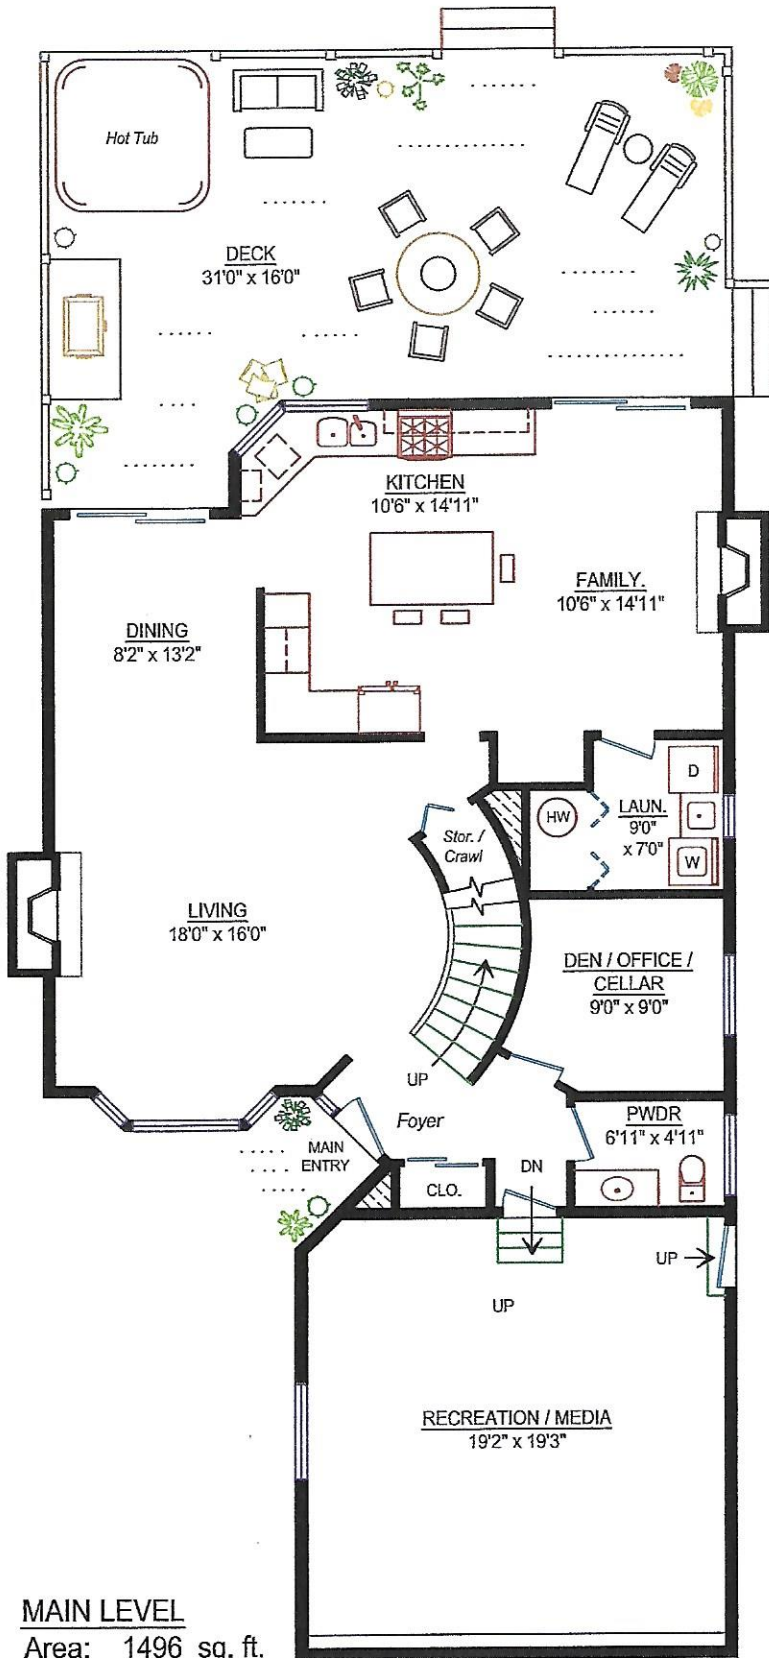 Hot Tub
DECK
31'0" x 16'0"
KITCHEN
10'6" x 14'11"
FAMILY.
10'6" x 14'11"
DINING
8'2" x 13'2"
D
HW
LAUN.
9'0"
x 7'0"
W
Stor. /
Crawl
LIVING
18'0" x 16'0"
DEN / OFFICE /
CELLAR
9'0" x 9'0"
UP
Foyer
PWDR
6'11" x 4'11"
MAIN
ENTRY
CLO.
DN
UP
UP
RECREATION / MEDIA
19'2" x 19'3"
MAIN LEVEL
Area: 1496 sq. ft.